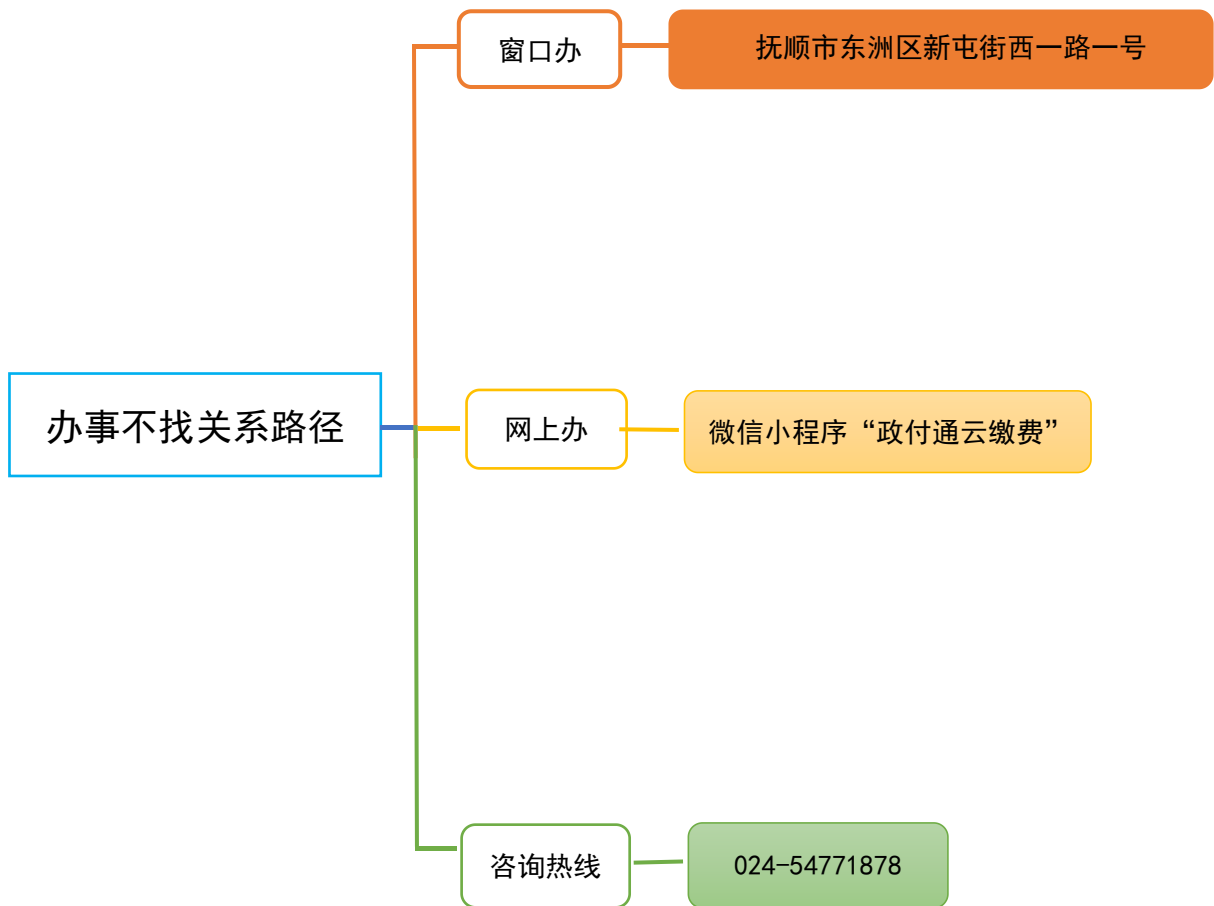 窗口办
抚顺市东洲区新屯街西一路一号
办事不找关系路径
网上办
微信小程序“政付通云缴费”
咨询热线
024-54771878